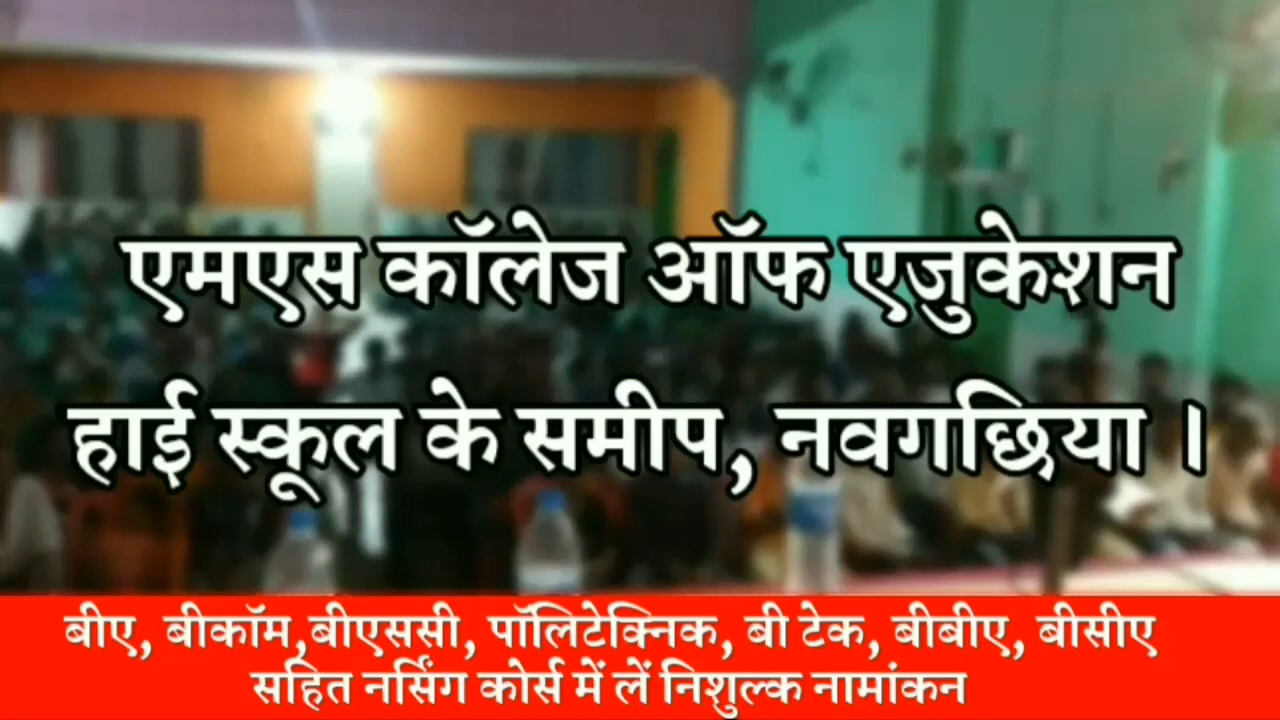 एमएस कॉलेज ऑफ एजुकेशन
हाई स्कूल के समीप, नवगछिया ।
बीए, बीकॉम,बीएससी, पॉलिटेक्निक, बी टेक, बीबीए, बीसीए
सहित नर्सिंग कोर्स में लें निशुल्क नामांकन